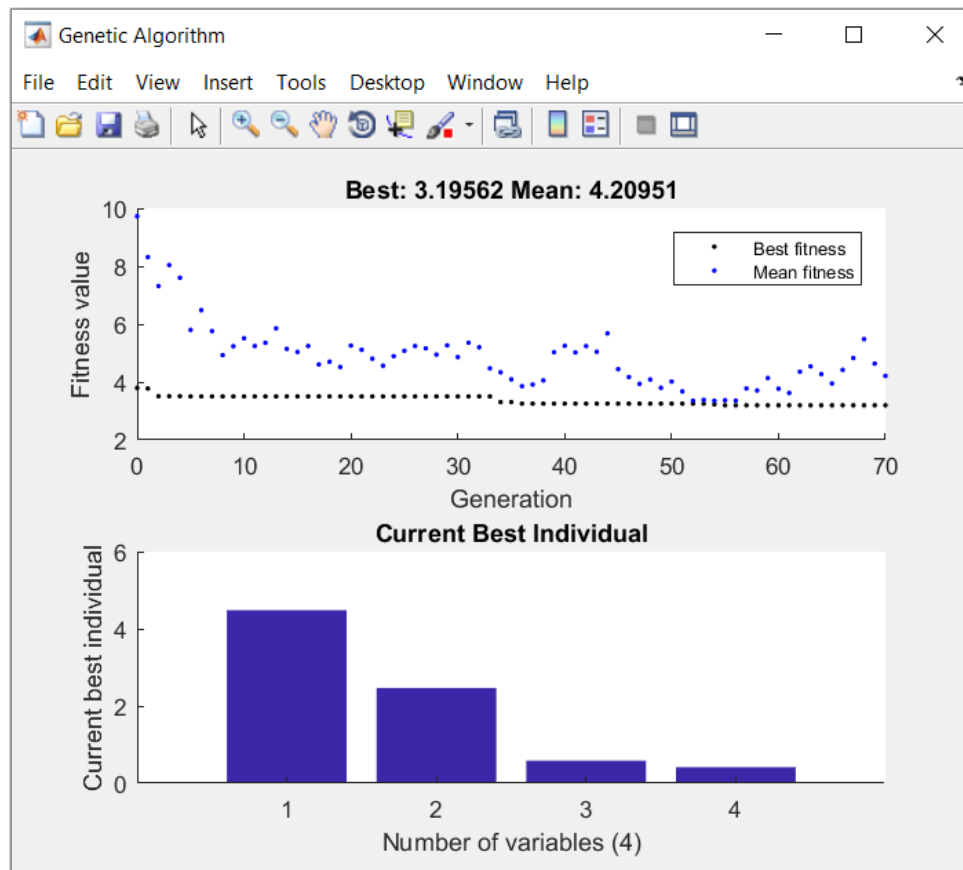 Genetic Algorithm
File Edit View Insert Tools Desktop Window Help
Best: 3.19562 Mean: 4.20951
10
8
6
4
2
Fitness value
Best fitness
Mean fitness
0 10 20 30 40 50 60 70
Generation
Current Best Individual
6
4
2
0
Current best individual
1 2 3 4
Number of variables (4)